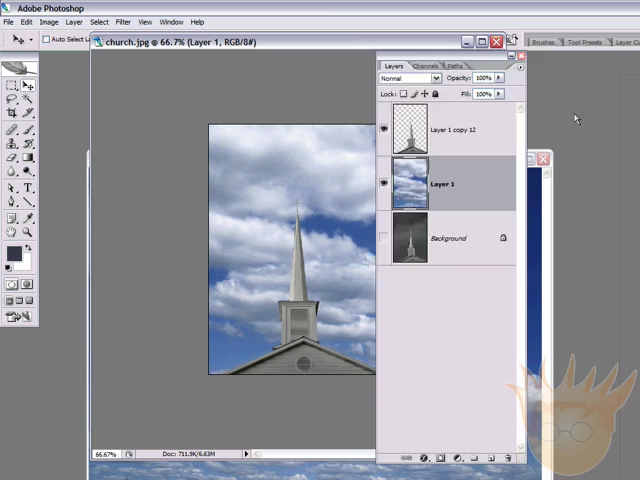 Adobe Photoshop
File Edit Image Layer Select Filter View Window Help
Auto Select La
church.jpg @ 66.7% (Layer 1, RGB/8#)
Brushes Tool Presets Layer Co
Layers Channels Paths
Normal Opacity: 100%
Lock: Fill: 100%
Layer 1 copy 12
Layer 1
Background
T
66.67% Doc: 711.9K/6.63M